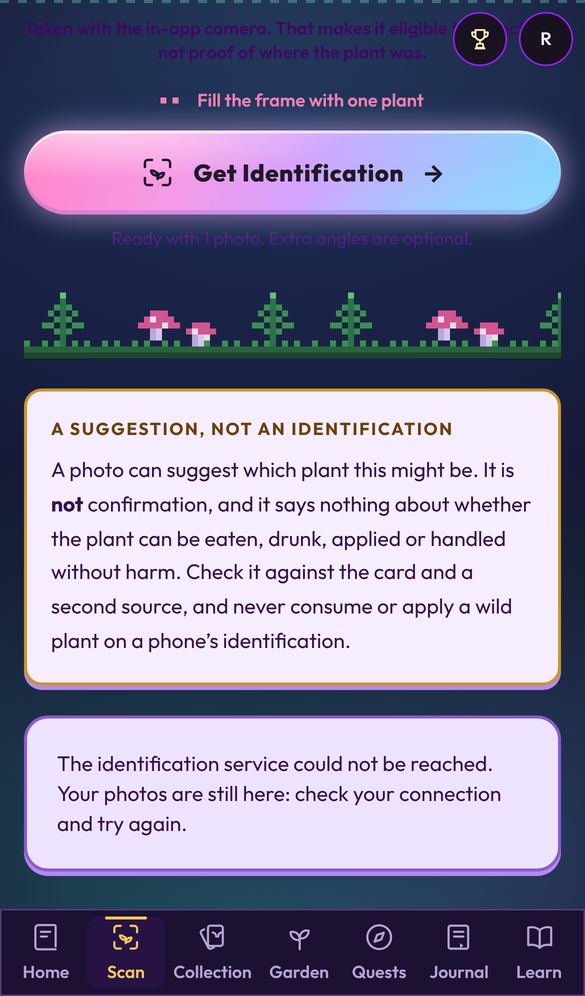 Taken with the in-app camera. That makes it eligible
R
not proof of where the plant was.
Fill the frame with one plant
Get Identification →
Ready with 1 photo. Extra angles are optional.
A SUGGESTION, NOT AN IDENTIFICATION
A photo can suggest which plant this might be. It is
not confirmation, and it says nothing about whether
the plant can be eaten, drunk, applied or handled
without harm. Check it against the card and a
second source, and never consume or apply a wild
plant on a phone’s identification.
The identification service could not be reached.
Your photos are still here: check your connection
and try again.
Home Scan Collection Garden Quests Journal Learn